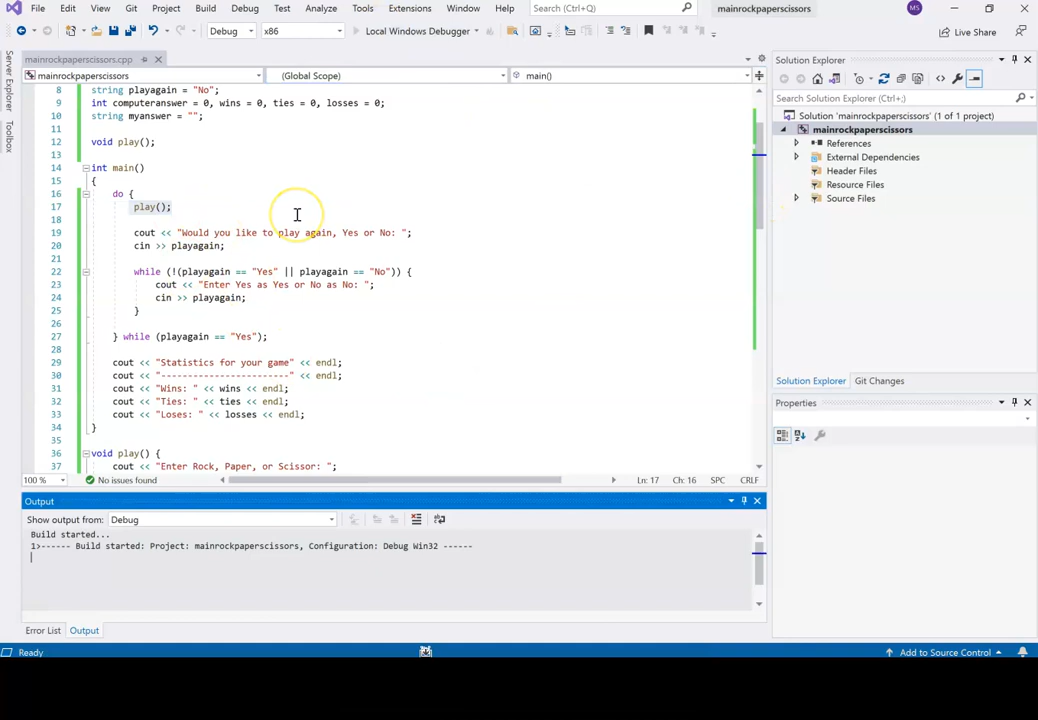 File Edit View Git Project Build Debug Test Analyze Tools Extensions Window Help Search (Ctrl+Q) mainrockpaperscissors MS
Debug x86 Local Windows Debugger Live Share
mainrockpaperscissors.cpp
mainrockpaperscissors (Global Scope) main()
Server Explorer
Toolbox
8 string playagain = "No";
9 int computeranswer = 0, wins = 0, ties = 0, losses = 0;
10 string myanswer = "";
11
12 void play();
13
14 int main()
15 {
16 do {
17 play();
18
19 cout << "Would you like to play again, Yes or No: ";
20 cin >> playagain;
21
22 while (!(playagain == "Yes" || playagain == "No")) {
23 cout << "Enter Yes as Yes or No as No: ";
24 cin >> playagain;
25 }
26
27 } while (playagain == "Yes");
28
29 cout << "Statistics for your game" << endl;
30 cout << "------------------------" << endl;
31 cout << "Wins: " << wins << endl;
32 cout << "Ties: " << ties << endl;
33 cout << "Loses: " << losses << endl;
34 }
35
36 void play() {
37 cout << "Enter Rock, Paper, or Scissor: ";
100 % No issues found Ln: 17 Ch: 16 SPC CRLF
Output
Show output from: Debug
Build started...
1>------ Build started: Project: mainrockpaperscissors, Configuration: Debug Win32 ------
Error List Output
Solution Explorer
Search Solution Explorer (Ctrl+;)
Solution 'mainrockpaperscissors' (1 of 1 project)
mainrockpaperscissors
References
External Dependencies
Header Files
Resource Files
Source Files
Solution Explorer Git Changes
Properties
Ready Add to Source Control